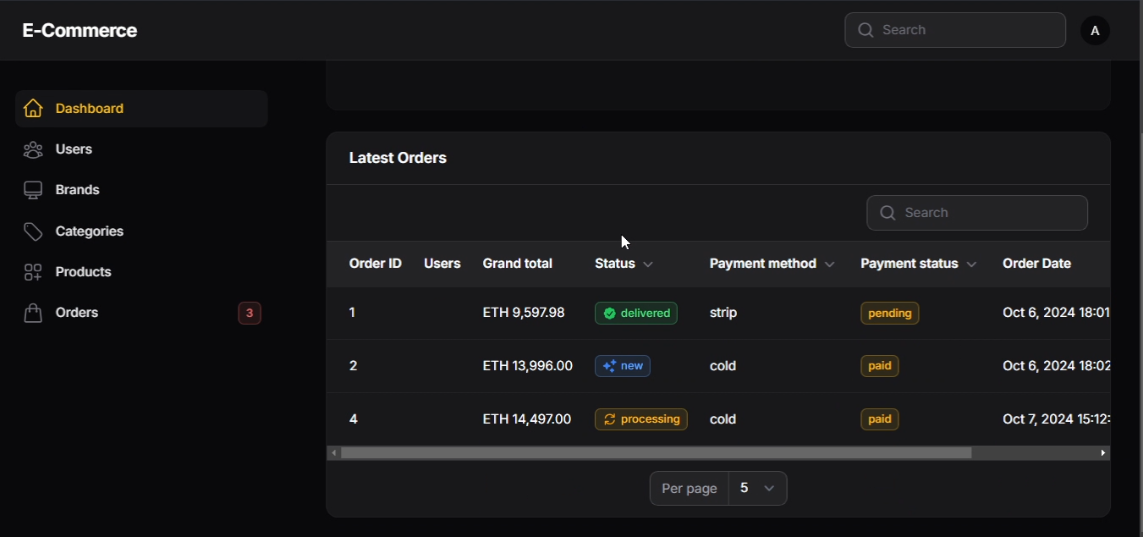 E-Commerce
Search
A
Dashboard
Users
Brands
Categories
Products
Orders 3
Latest Orders
Search
Order ID Users Grand total Status Payment method Payment status Order Date
1 ETH 9,597.98 delivered strip pending Oct 6, 2024 18:01
2 ETH 13,996.00 new cold paid Oct 6, 2024 18:02
4 ETH 14,497.00 processing cold paid Oct 7, 2024 15:12:
Per page 5